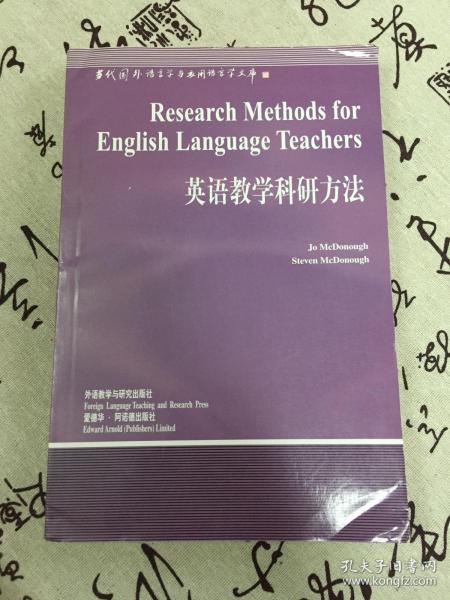 当代国外语言学与应用语言学文库
Research Methods for
English Language Teachers
英语教学科研方法
Jo McDonough
Steven McDonough
外语教学与研究出版社
Foreign Language Teaching and Research Press
爱德华·阿诺德出版社
Edward Arnold (Publishers) Limited
孔夫子旧书网
www.kongfz.com